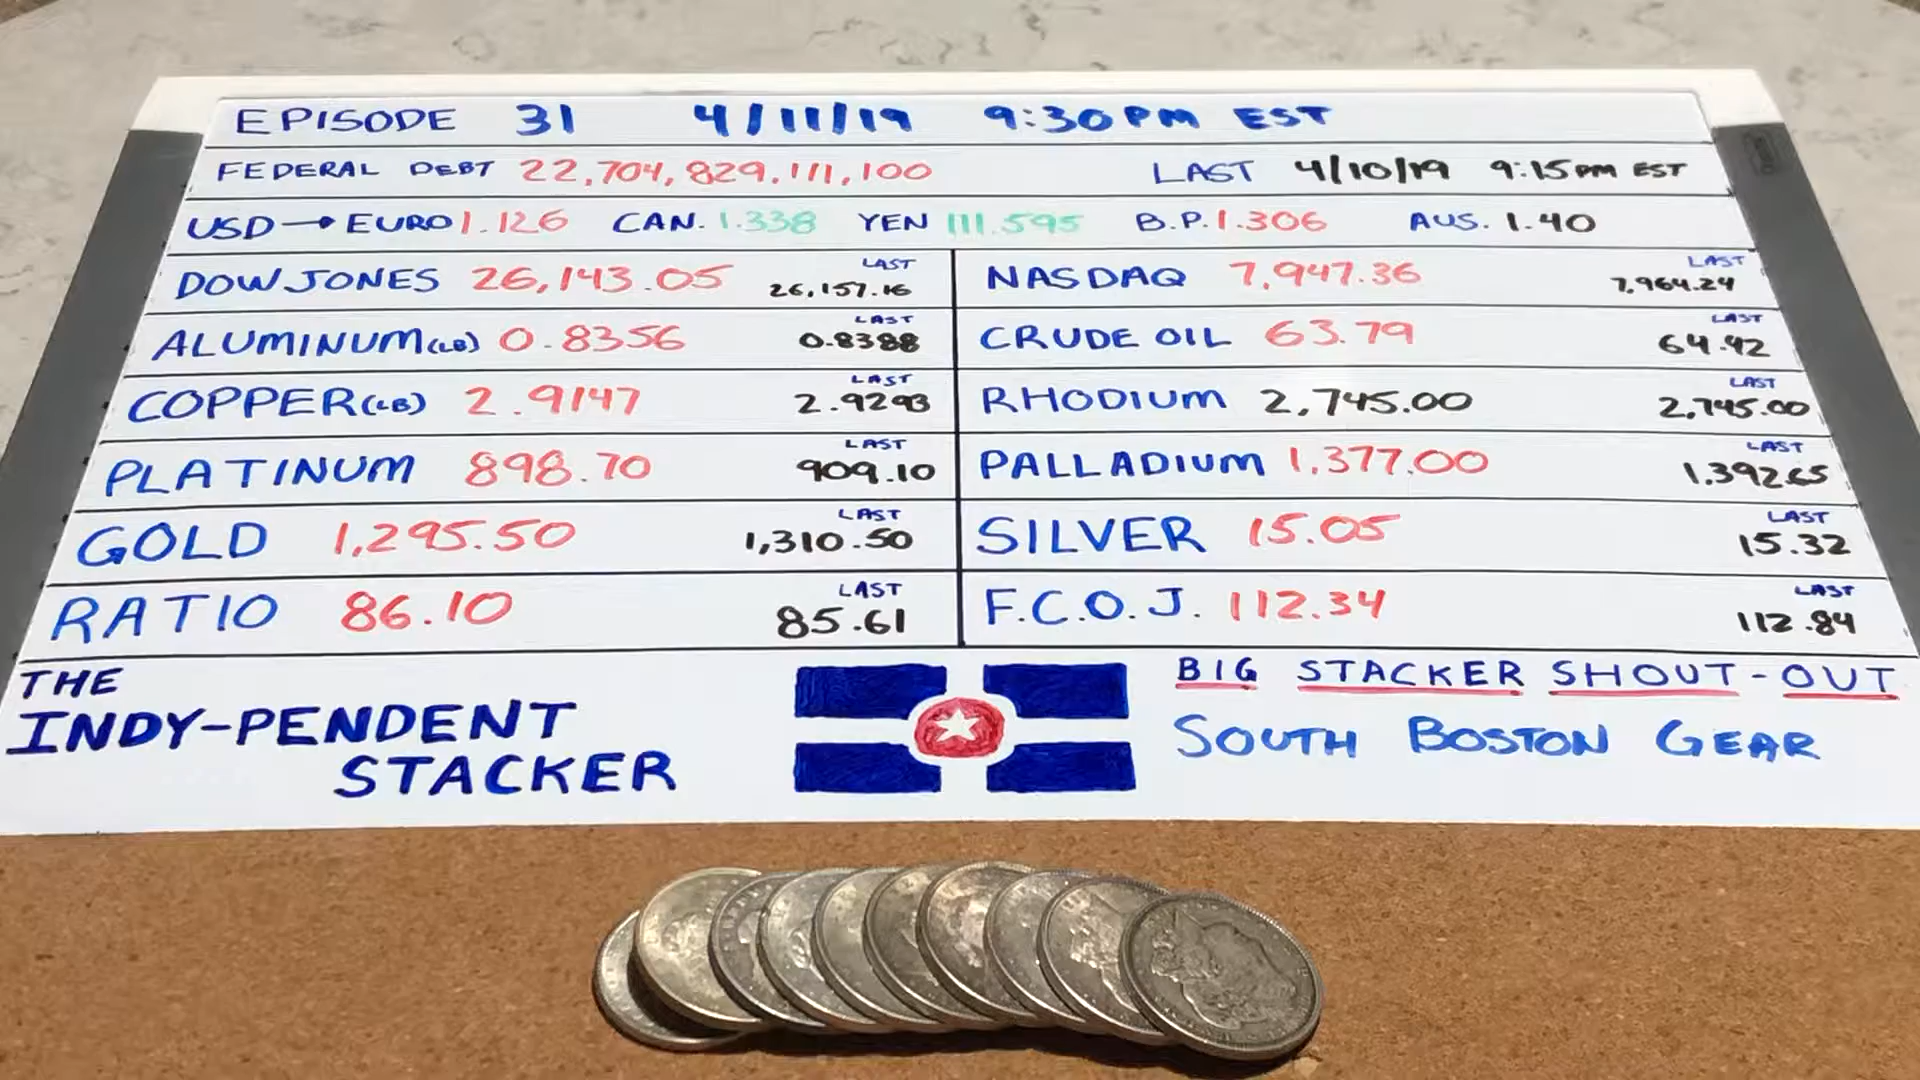 EPISODE 31 4/11/19 9:30PM EST
FEDERAL DEBT 22,704,829,111,100 LAST 4/10/19 9:15PM EST
USD → EURO 1.126 CAN. 1.338 YEN 111.595 B.P. 1.306 AUS. 1.40
DOW JONES 26,143.05 LAST 26,157.16 NASDAQ 7,947.36 LAST 7,964.24
ALUMINUM (LB) 0.8356 LAST 0.8388 CRUDE OIL 63.79 LAST 64.42
COPPER (LB) 2.9147 LAST 2.9293 RHODIUM 2,745.00 LAST 2,745.00
PLATINUM 898.70 LAST 909.10 PALLADIUM 1,377.00 LAST 1,392.65
GOLD 1,295.50 LAST 1,310.50 SILVER 15.05 LAST 15.32
RATIO 86.10 LAST 85.61 F.C.O.J. 112.34 LAST 112.84
THE
INDY-PENDENT
STACKER
BIG STACKER SHOUT-OUT
SOUTH BOSTON GEAR